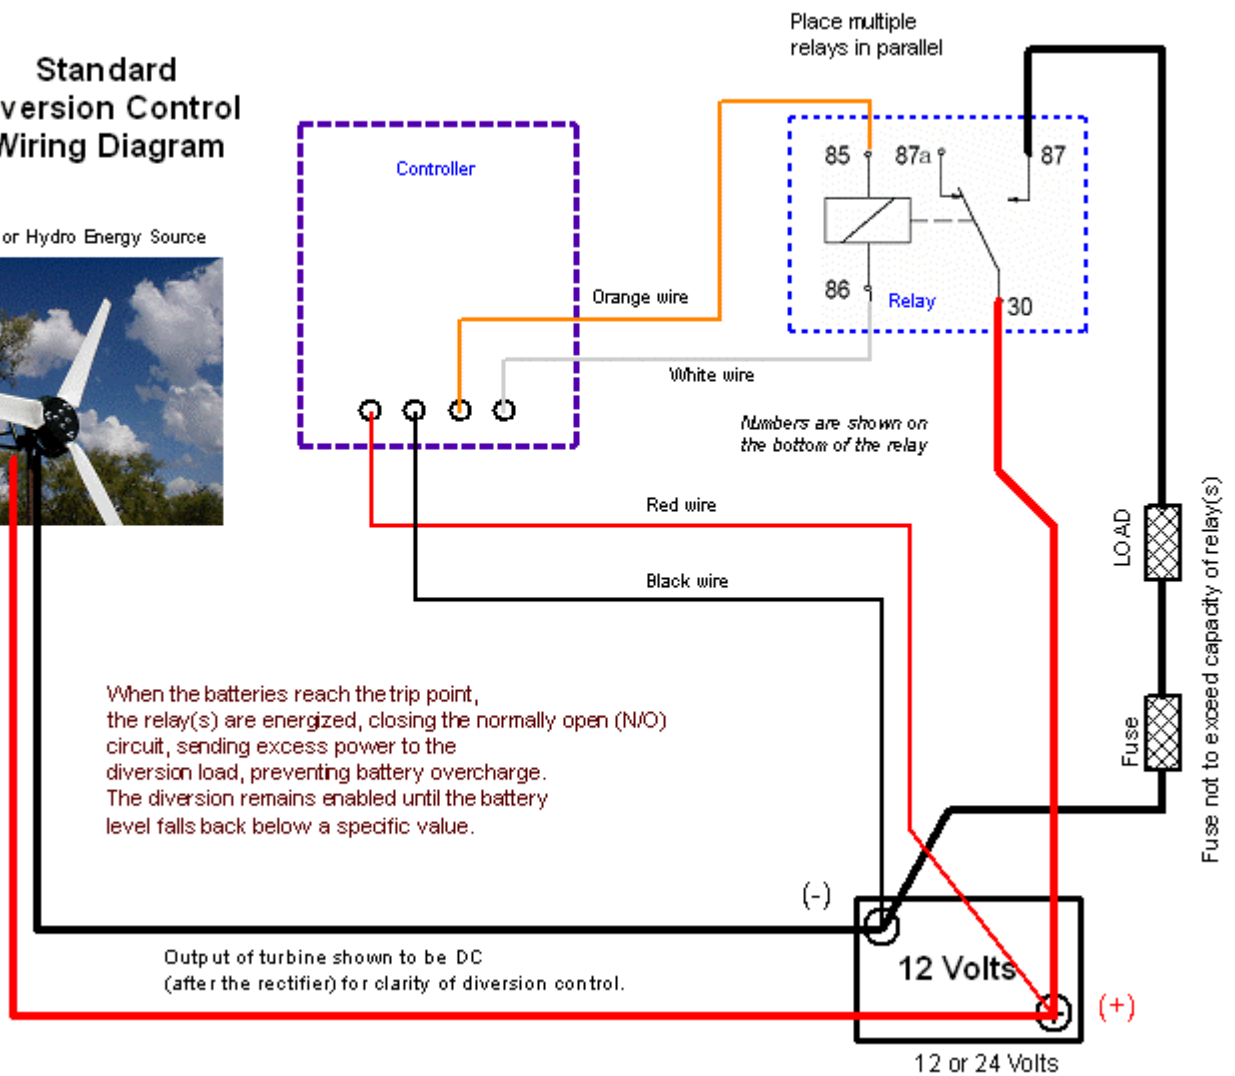 Place multiple
relays in parallel
Standard
version Control
Wiring Diagram
or Hydro Energy Source
Controller
85
87a
87
86
Relay
30
Orange wire
White wire
Numbers are shown on
the bottom of the relay
Red wire
Black wire
LOAD
Fuse
Fuse not to exceed capacity of relay(s)
When the batteries reach the trip point,
the relay(s) are energized, closing the normally open (N/O)
circuit, sending excess power to the
diversion load, preventing battery overcharge.
The diversion remains enabled until the battery
level falls back below a specific value.
(-)
Output of turbine shown to be DC
(after the rectifier) for clarity of diversion control.
12 Volts
(+)
12 or 24 Volts